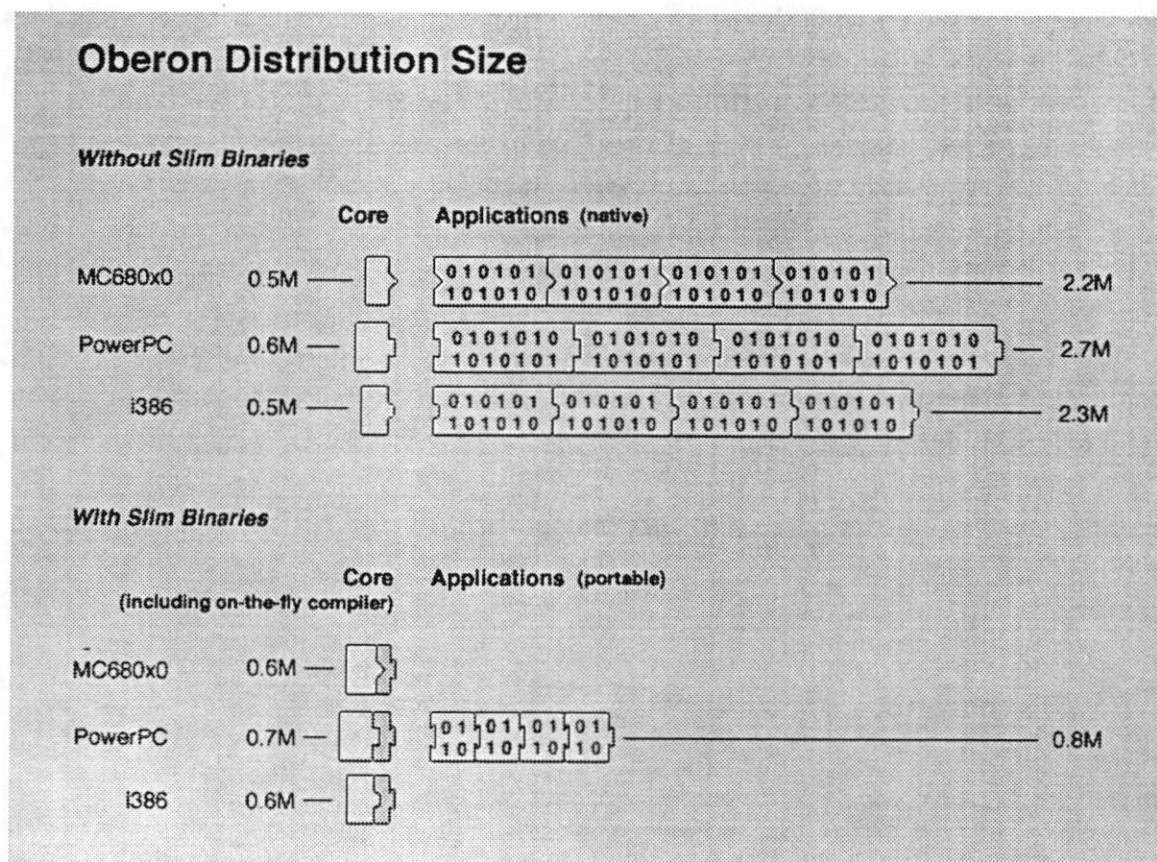 Oberon Distribution Size
Without Slim Binaries
Core Applications (native)
MC680x0 0.5M 010101 010101 010101 010101 2.2M
101010 101010 101010 101010
PowerPC 0.6M 0101010 0101010 0101010 0101010 2.7M
1010101 1010101 1010101 1010101
i386 0.5M 010101 010101 010101 010101 2.3M
101010 101010 101010 101010
With Slim Binaries
Core Applications (portable)
(including on-the-fly compiler)
MC680x0 0.6M
PowerPC 0.7M 01 01 01 01 0.8M
10 10 10 10
i386 0.6M